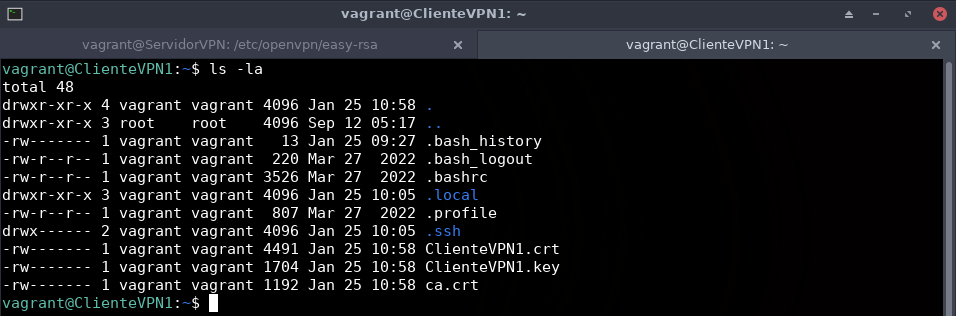 vagrant@ClienteVPN1: ~
vagrant@ServidorVPN: /etc/openvpn/easy-rsa
vagrant@ClienteVPN1: ~
vagrant@ClienteVPN1:~$ ls -la
total 48
drwxr-xr-x 4 vagrant vagrant 4096 Jan 25 10:58 .
drwxr-xr-x 3 root    root    4096 Sep 12 05:17 ..
-rw------- 1 vagrant vagrant   13 Jan 25 09:27 .bash_history
-rw-r--r-- 1 vagrant vagrant  220 Mar 27  2022 .bash_logout
-rw-r--r-- 1 vagrant vagrant 3526 Mar 27  2022 .bashrc
drwxr-xr-x 3 vagrant vagrant 4096 Jan 25 10:05 .local
-rw-r--r-- 1 vagrant vagrant  807 Mar 27  2022 .profile
drwx------ 2 vagrant vagrant 4096 Jan 25 10:05 .ssh
-rw------- 1 vagrant vagrant 4491 Jan 25 10:58 ClienteVPN1.crt
-rw------- 1 vagrant vagrant 1704 Jan 25 10:58 ClienteVPN1.key
-rw------- 1 vagrant vagrant 1192 Jan 25 10:58 ca.crt
vagrant@ClienteVPN1:~$